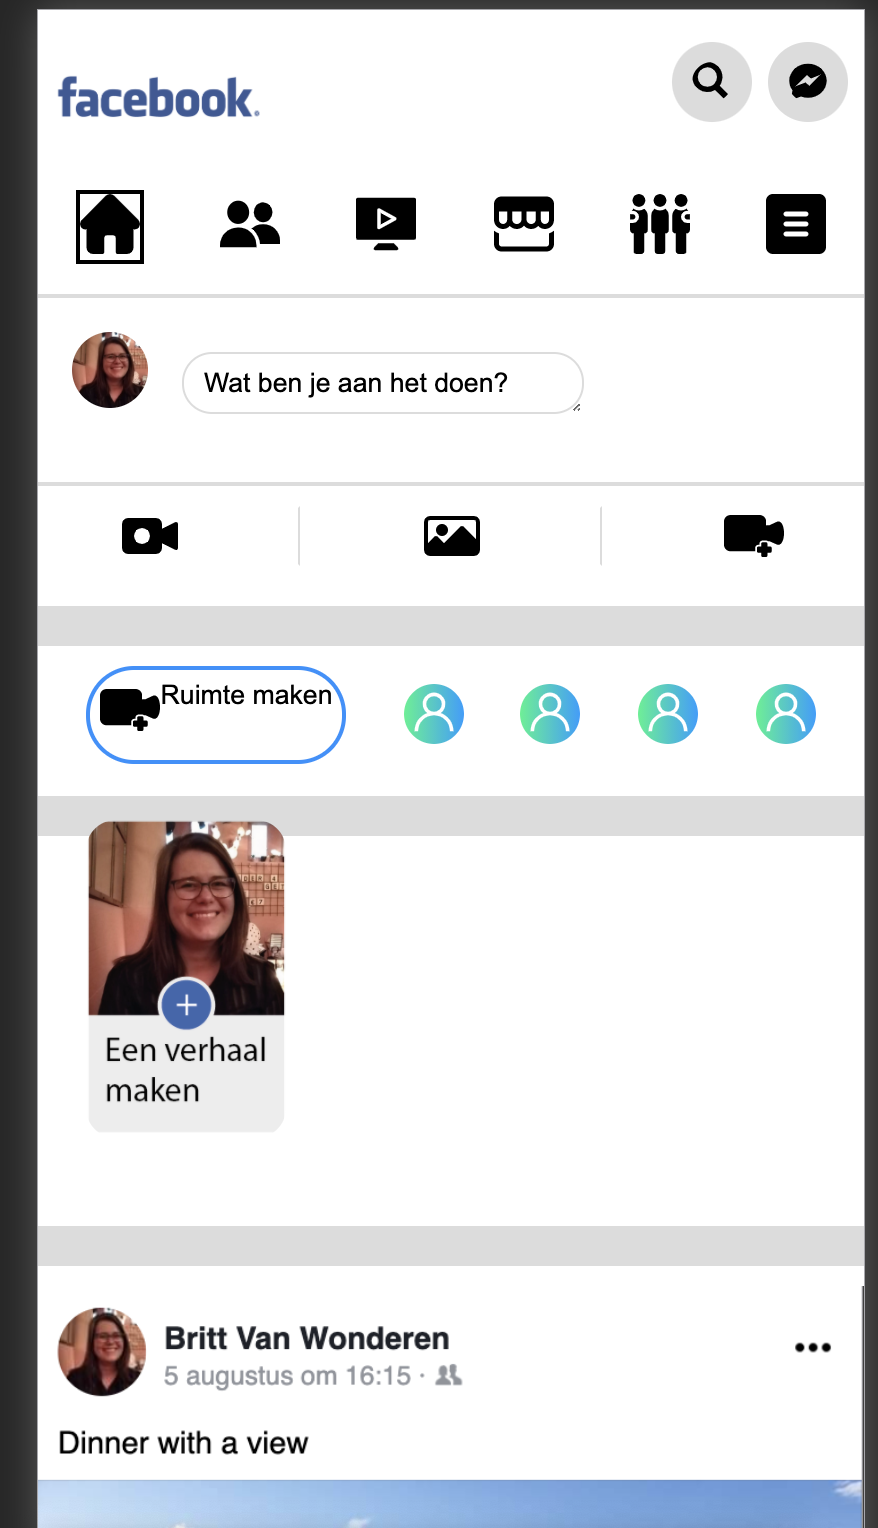 facebook.
Wat ben je aan het doen?
Ruimte maken
Een verhaal
maken
Britt Van Wonderen
5 augustus om 16:15 ·
Dinner with a view